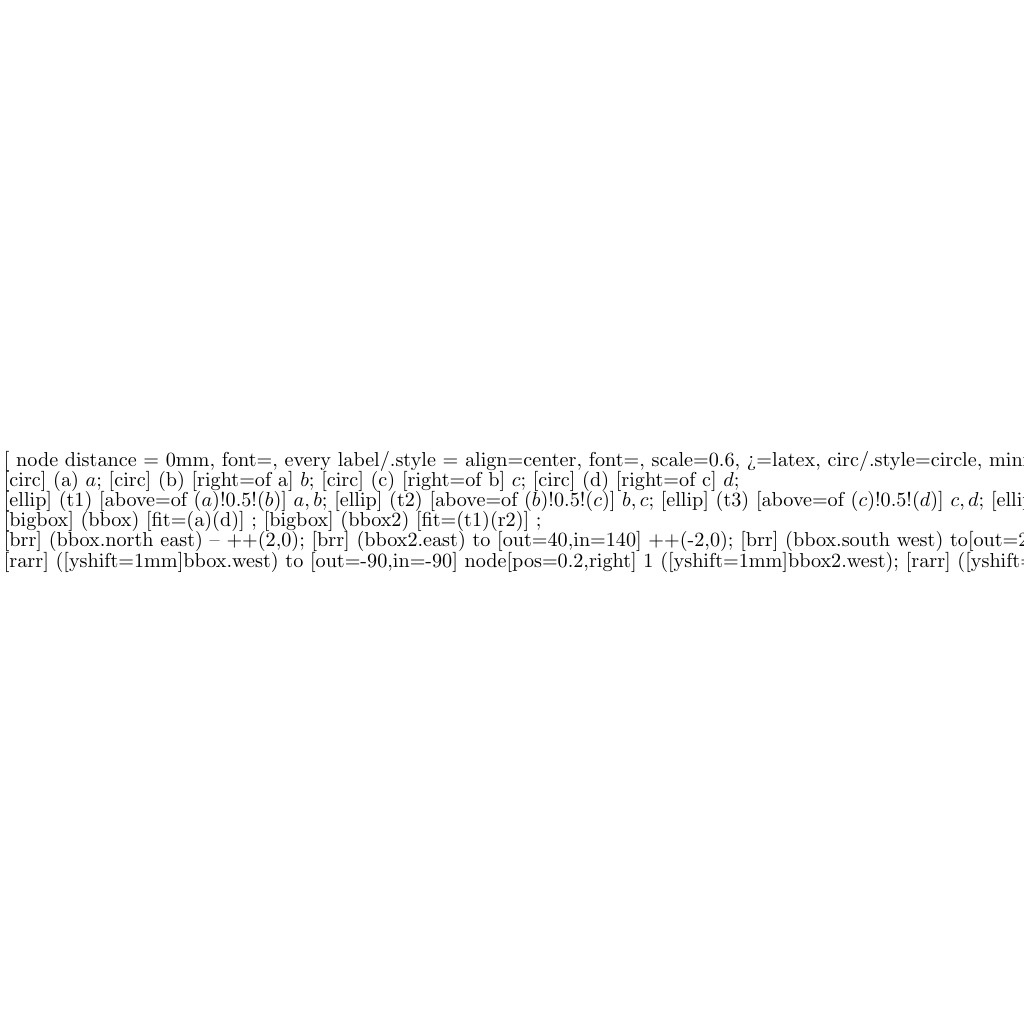 [ node distance = 0mm, font=, every label/.style = align=center, font=, scale=0.6, ¿=latex, circ/.style=circle,
[circ] (a) a; [circ] (b) [right=of a] b; [circ] (c) [right=of b] c; [circ] (d) [right=of c] d;
[ellip] (t1) [above=of (a)!0.5!(b)] a, b; [ellip] (t2) [above=of (b)!0.5!(c)] b, c; [ellip] (t3) [above=of (c)!0.5!(d)] c, d;
[bigbox] (bbox) [fit=(a)(d)] ; [bigbox] (bbox2) [fit=(t1)(r2)] ;
[brr] (bbox.north east) – ++(2,0); [brr] (bbox2.east) to [out=40,in=140] ++(-2,0); [brr] (bbox.south west) to[out=2
[rarr] ([yshift=1mm]bbox.west) to [out=-90,in=-90] node[pos=0.2,right] 1 ([yshift=1mm]bbox2.west); [rarr] ([yshift=